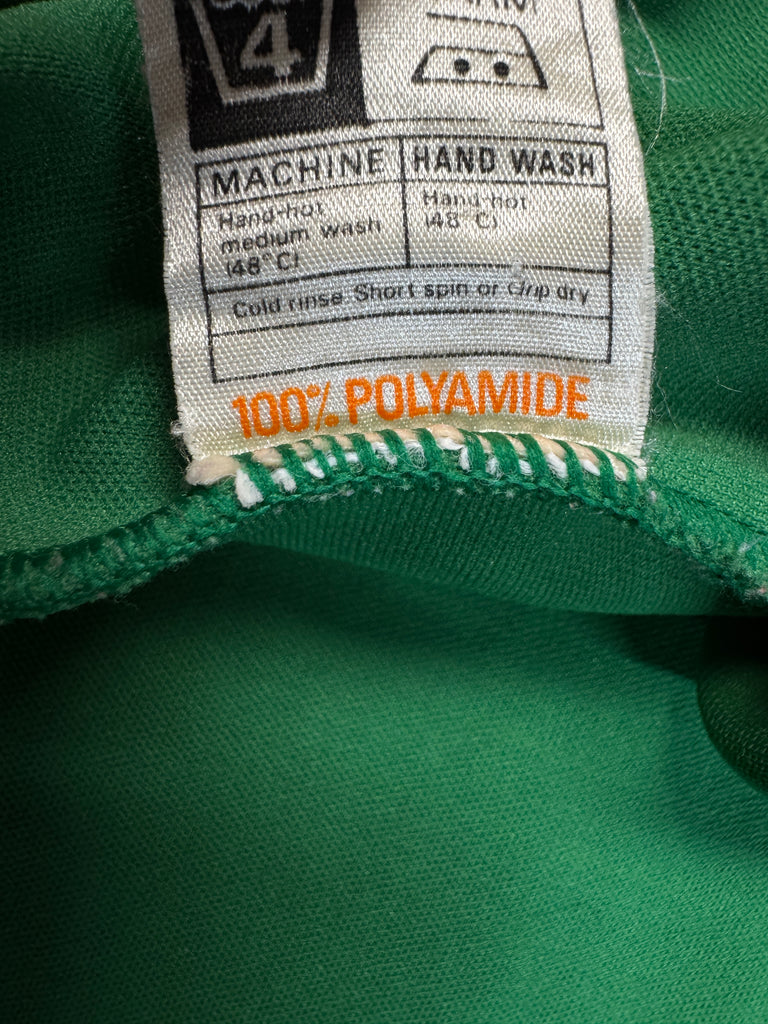 4
MACHINE
HAND WASH
Hand-hot
medium wash
(48°C)
Hand-hot
(48°C)
Cold rinse Short spin or drip dry
100% POLYAMIDE